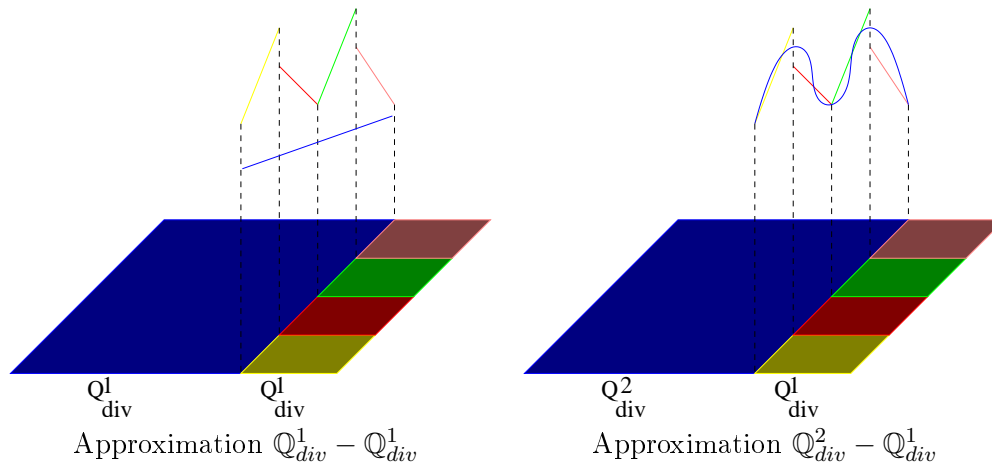 Q¹div Q¹div Q²div Q¹div
Approximation ℚ¹div − ℚ¹div Approximation ℚ²div − ℚ¹div